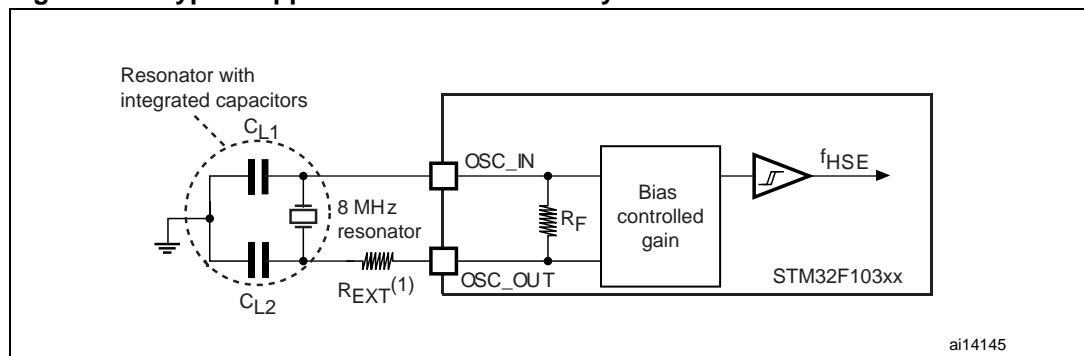 Resonator with
integrated capacitors
CL1
OSC_IN
fHSE
8 MHz
resonator
RF
Bias
controlled
gain
REXT(1)
OSC_OUT
STM32F103xx
CL2
ai14145